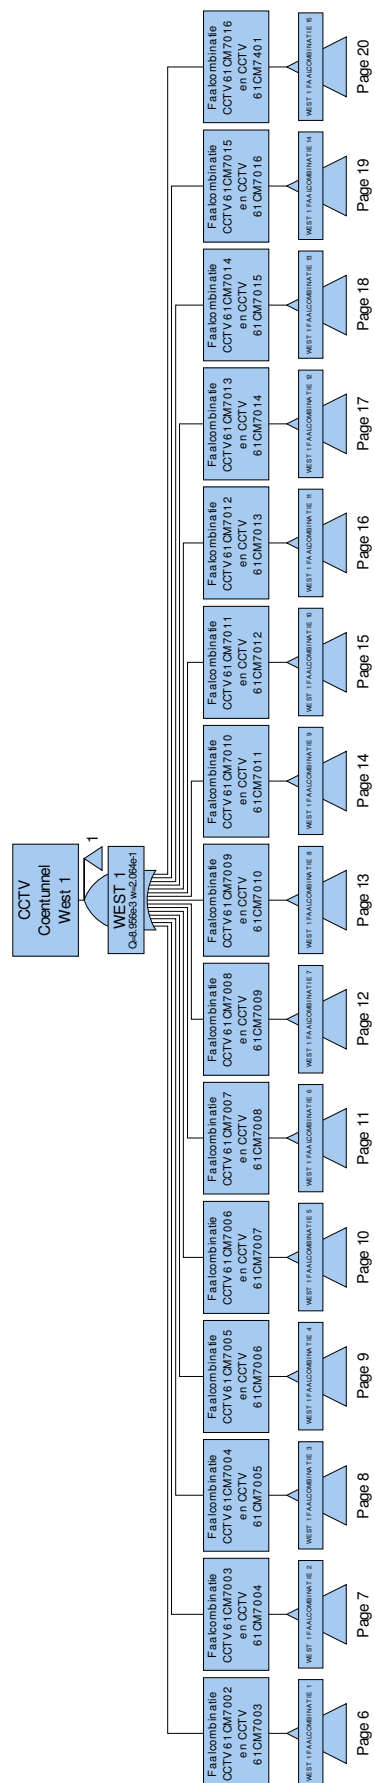 CCTV
Coentunnel
West 1
1
WEST 1
Q=8.956e-3 w=2.064e-1
Faalcombinatie
CCTV 61CM7002
en CCTV
61CM7003
WEST 1 FAALCOMBINATIE 1
Page 6
Faalcombinatie
CCTV 61CM7003
en CCTV
61CM7004
WEST 1 FAALCOMBINATIE 2
Page 7
Faalcombinatie
CCTV 61CM7004
en CCTV
61CM7005
WEST 1 FAALCOMBINATIE 3
Page 8
Faalcombinatie
CCTV 61CM7005
en CCTV
61CM7006
WEST 1 FAALCOMBINATIE 4
Page 9
Faalcombinatie
CCTV 61CM7006
en CCTV
61CM7007
WEST 1 FAALCOMBINATIE 5
Page 10
Faalcombinatie
CCTV 61CM7007
en CCTV
61CM7008
WEST 1 FAALCOMBINATIE 6
Page 11
Faalcombinatie
CCTV 61CM7008
en CCTV
61CM7009
WEST 1 FAALCOMBINATIE 7
Page 12
Faalcombinatie
CCTV 61CM7009
en CCTV
61CM7010
WEST 1 FAALCOMBINATIE 8
Page 13
Faalcombinatie
CCTV 61CM7010
en CCTV
61CM7011
WEST 1 FAALCOMBINATIE 9
Page 14
Faalcombinatie
CCTV 61CM7011
en CCTV
61CM7012
WEST 1 FAALCOMBINATIE 10
Page 15
Faalcombinatie
CCTV 61CM7012
en CCTV
61CM7013
WEST 1 FAALCOMBINATIE 11
Page 16
Faalcombinatie
CCTV 61CM7013
en CCTV
61CM7014
WEST 1 FAALCOMBINATIE 12
Page 17
Faalcombinatie
CCTV 61CM7014
en CCTV
61CM7015
WEST 1 FAALCOMBINATIE 13
Page 18
Faalcombinatie
CCTV 61CM7015
en CCTV
61CM7016
WEST 1 FAALCOMBINATIE 14
Page 19
Faalcombinatie
CCTV 61CM7016
en CCTV
61CM7401
WEST 1 FAALCOMBINATIE 15
Page 20